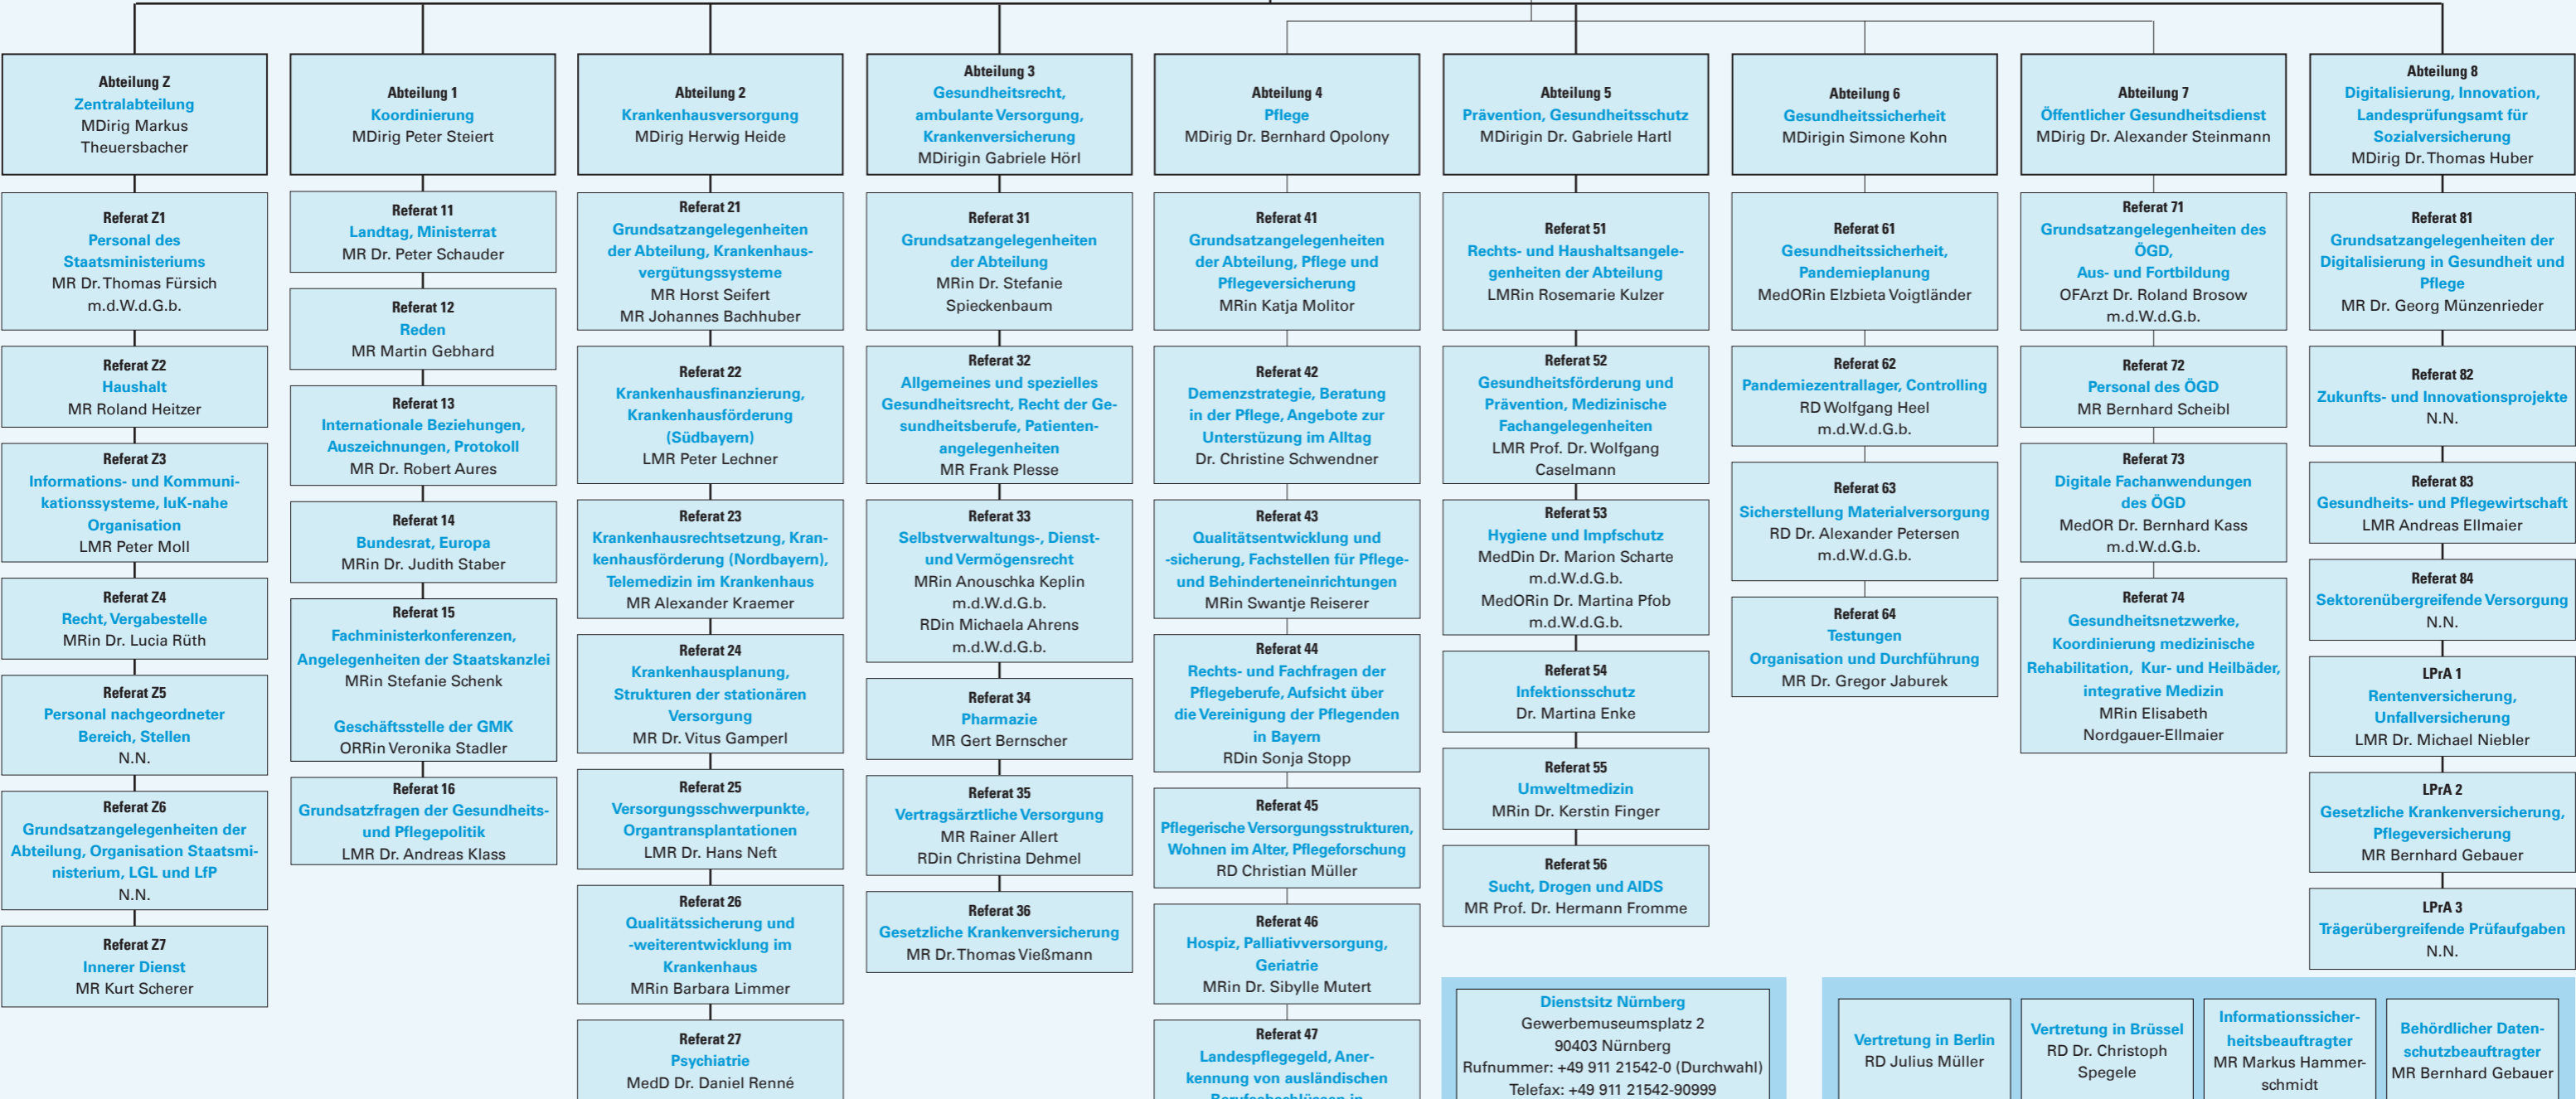 Abteilung Z
Zentralabteilung
MDirig Markus
Theuersbacher
Referat Z1
Personal des
Staatsministeriums
MR Dr. Thomas Fürsich
m.d.W.d.G.b.
Referat Z2
Haushalt
MR Roland Heitzer
Referat Z3
Informations- und Kommuni-
kationssysteme, IuK-nahe
Organisation
LMR Peter Moll
Referat Z4
Recht, Vergabestelle
MRin Dr. Lucia Rüth
Referat Z5
Personal nachgeordneter
Bereich, Stellen
N.N.
Referat Z6
Grundsatzangelegenheiten der
Abteilung, Organisation Staatsmi-
nisterium, LGL und LfP
N.N.
Referat Z7
Innerer Dienst
MR Kurt Scherer
Abteilung 1
Koordinierung
MDirig Peter Steiert
Referat 11
Landtag, Ministerrat
MR Dr. Peter Schauder
Referat 12
Reden
MR Martin Gebhard
Referat 13
Internationale Beziehungen,
Auszeichnungen, Protokoll
MR Dr. Robert Aures
Referat 14
Bundesrat, Europa
MRin Dr. Judith Staber
Referat 15
Fachministerkonferenzen,
Angelegenheiten der Staatskanzlei
MRin Stefanie Schenk
Geschäftsstelle der GMK
ORRin Veronika Stadler
Referat 16
Grundsatzfragen der Gesundheits-
und Pflegepolitik
LMR Dr. Andreas Klass
Abteilung 2
Krankenhausversorgung
MDirig Herwig Heide
Referat 21
Grundsatzangelegenheiten
der Abteilung, Krankenhaus-
vergütungssysteme
MR Horst Seifert
MR Johannes Bachhuber
Referat 22
Krankenhausfinanzierung,
Krankenhausförderung
(Südbayern)
LMR Peter Lechner
Referat 23
Krankenhausrechtsetzung, Kran-
kenhausförderung (Nordbayern),
Telemedizin im Krankenhaus
MR Alexander Kraemer
Referat 24
Krankenhausplanung,
Strukturen der stationären
Versorgung
MR Dr. Vitus Gamperl
Referat 25
Versorgungsschwerpunkte,
Organtransplantationen
LMR Dr. Hans Neft
Referat 26
Qualitätssicherung und
-weiterentwicklung im
Krankenhaus
MRin Barbara Limmer
Referat 27
Psychiatrie
MedD Dr. Daniel Renné
Abteilung 3
Gesundheitsrecht,
ambulante Versorgung,
Krankenversicherung
MDirigin Gabriele Hörl
Referat 31
Grundsatzangelegenheiten
der Abteilung
MRin Dr. Stefanie
Spieckenbaum
Referat 32
Allgemeines und spezielles
Gesundheitsrecht, Recht der Ge-
sundheitsberufe, Patienten-
angelegenheiten
MR Frank Plesse
Referat 33
Selbstverwaltungs-, Dienst-
und Vermögensrecht
MRin Anouschka Keplin
m.d.W.d.G.b.
RDin Michaela Ahrens
m.d.W.d.G.b.
Referat 34
Pharmazie
MR Gert Bernscher
Referat 35
Vertragsärztliche Versorgung
MR Rainer Allert
RDin Christina Dehmel
Referat 36
Gesetzliche Krankenversicherung
MR Dr. Thomas Vießmann
Abteilung 4
Pflege
MDirig Dr. Bernhard Opolony
Referat 41
Grundsatzangelegenheiten
der Abteilung, Pflege und
Pflegeversicherung
MRin Katja Molitor
Referat 42
Demenzstrategie, Beratung
in der Pflege, Angebote zur
Unterstüzung im Alltag
Dr. Christine Schwendner
Referat 43
Qualitätsentwicklung und
-sicherung, Fachstellen für Pflege-
und Behinderteneinrichtungen
MRin Swantje Reiserer
Referat 44
Rechts- und Fachfragen der
Pflegeberufe, Aufsicht über
die Vereinigung der Pflegenden
in Bayern
RDin Sonja Stopp
Referat 45
Pflegerische Versorgungsstrukturen,
Wohnen im Alter, Pflegeforschung
RD Christian Müller
Referat 46
Hospiz, Palliativversorgung,
Geriatrie
MRin Dr. Sibylle Mutert
Referat 47
Landespflegegeld, Aner-
kennung von ausländischen
Berufsabschlüssen in
Abteilung 5
Prävention, Gesundheitsschutz
MDirigin Dr. Gabriele Hartl
Referat 51
Rechts- und Haushaltsangele-
genheiten der Abteilung
LMRin Rosemarie Kulzer
Referat 52
Gesundheitsförderung und
Prävention, Medizinische
Fachangelegenheiten
LMR Prof. Dr. Wolfgang
Caselmann
Referat 53
Hygiene und Impfschutz
MedDin Dr. Marion Scharte
m.d.W.d.G.b.
MedORin Dr. Martina Pfob
m.d.W.d.G.b.
Referat 54
Infektionsschutz
Dr. Martina Enke
Referat 55
Umweltmedizin
MRin Dr. Kerstin Finger
Referat 56
Sucht, Drogen und AIDS
MR Prof. Dr. Hermann Fromme
Abteilung 6
Gesundheitssicherheit
MDirigin Simone Kohn
Referat 61
Gesundheitssicherheit,
Pandemieplanung
MedORin Elzbieta Voigtländer
Referat 62
Pandemiezentrallager, Controlling
RD Wolfgang Heel
m.d.W.d.G.b.
Referat 63
Sicherstellung Materialversorgung
RD Dr. Alexander Petersen
m.d.W.d.G.b.
Referat 64
Testungen
Organisation und Durchführung
MR Dr. Gregor Jaburek
Abteilung 7
Öffentlicher Gesundheitsdienst
MDirig Dr. Alexander Steinmann
Referat 71
Grundsatzangelegenheiten des
ÖGD,
Aus- und Fortbildung
OFArzt Dr. Roland Brosow
m.d.W.d.G.b.
Referat 72
Personal des ÖGD
MR Bernhard Scheibl
Referat 73
Digitale Fachanwendungen
des ÖGD
MedOR Dr. Bernhard Kass
m.d.W.d.G.b.
Referat 74
Gesundheitsnetzwerke,
Koordinierung medizinische
Rehabilitation, Kur- und Heilbäder,
integrative Medizin
MRin Elisabeth
Nordgauer-Ellmaier
Abteilung 8
Digitalisierung, Innovation,
Landesprüfungsamt für
Sozialversicherung
MDirig Dr. Thomas Huber
Referat 81
Grundsatzangelegenheiten der
Digitalisierung in Gesundheit und
Pflege
MR Dr. Georg Münzenrieder
Referat 82
Zukunfts- und Innovationsprojekte
N.N.
Referat 83
Gesundheits- und Pflegewirtschaft
LMR Andreas Ellmaier
Referat 84
Sektorenübergreifende Versorgung
N.N.
LPrA 1
Rentenversicherung,
Unfallversicherung
LMR Dr. Michael Niebler
LPrA 2
Gesetzliche Krankenversicherung,
Pflegeversicherung
MR Bernhard Gebauer
LPrA 3
Trägerübergreifende Prüfaufgaben
N.N.
Dienstsitz Nürnberg
Gewerbemuseumsplatz 2
90403 Nürnberg
Rufnummer: +49 911 21542-0 (Durchwahl)
Telefax: +49 911 21542-90999
Vertretung in Berlin
RD Julius Müller
Vertretung in Brüssel
RD Dr. Christoph
Spegele
Informationssicher-
heitsbeauftragter
MR Markus Hammer-
schmidt
Behördlicher Daten-
schutzbeauftragter
MR Bernhard Gebauer